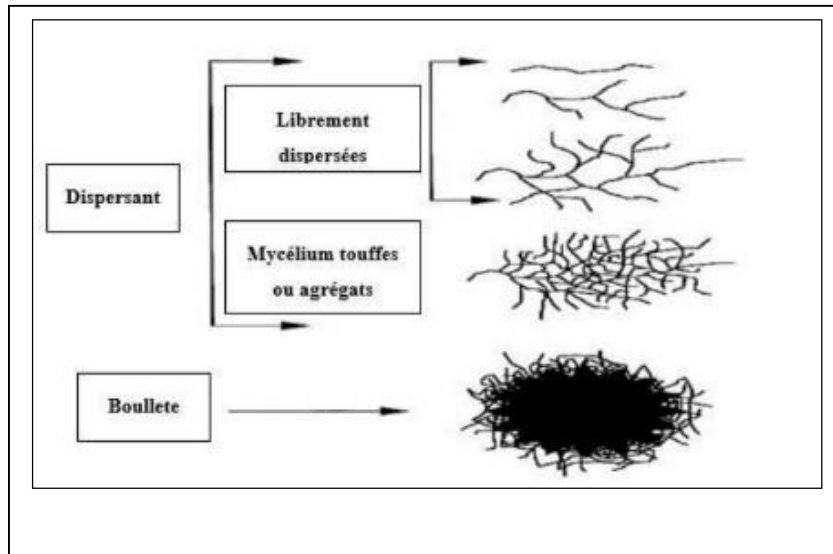 Librement
dispersées
Dispersant
Mycélium touffes
ou agrégats
Boullete